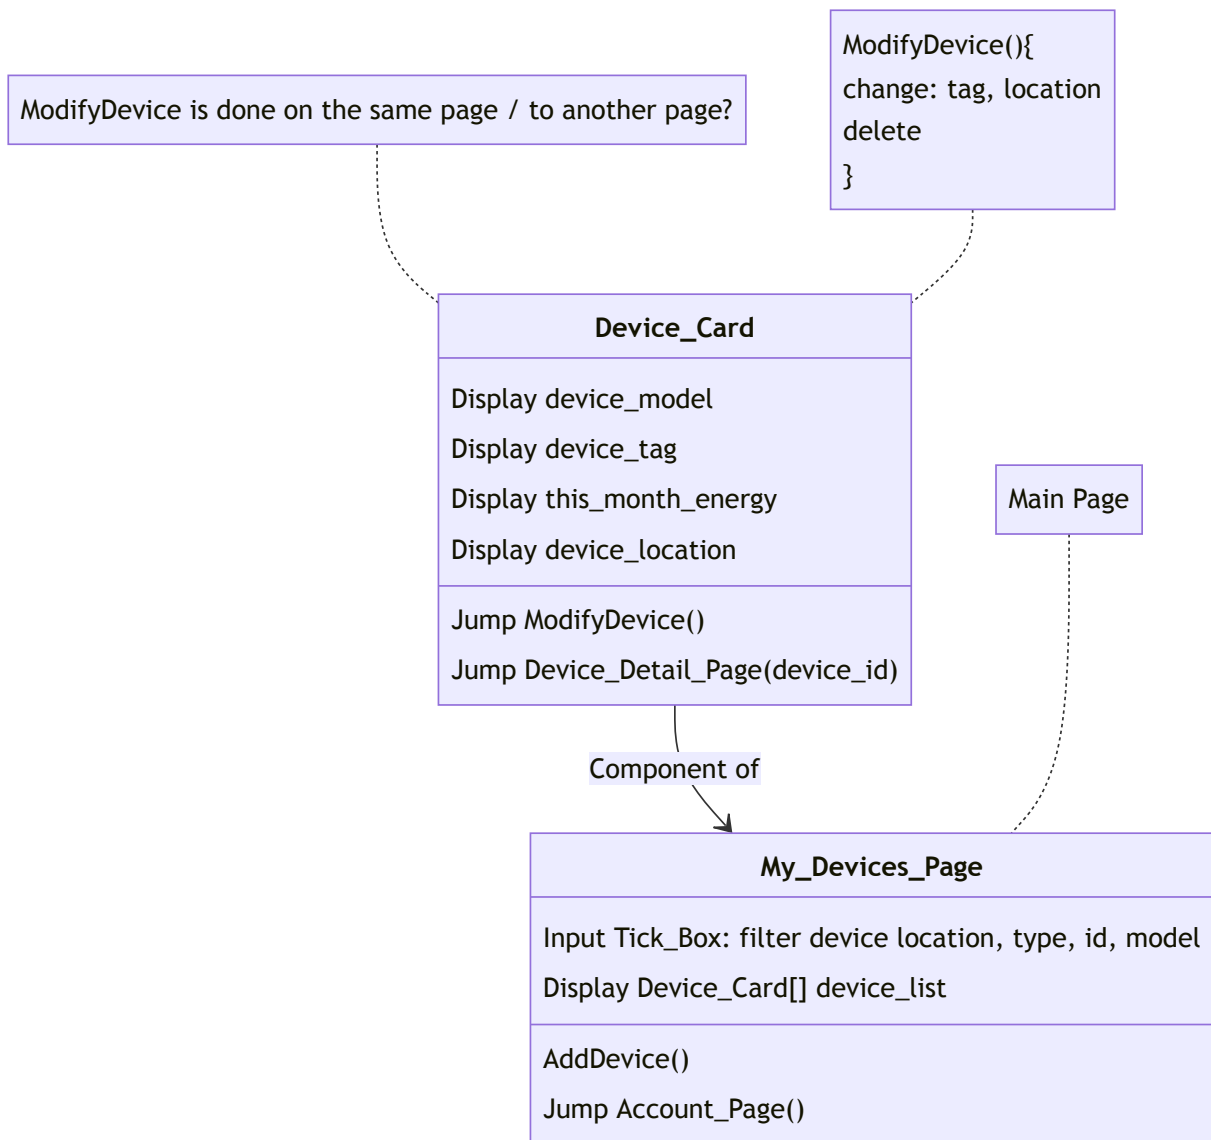 ModifyDevice(){
change: tag, location
delete
}
ModifyDevice is done on the same page / to another page?
Device_Card
Display device_model
Display device_tag
Display this_month_energy
Display device_location
Jump ModifyDevice()
Jump Device_Detail_Page(device_id)
Main Page
Component of
My_Devices_Page
Input Tick_Box: filter device location, type, id, model
Display Device_Card[] device_list
AddDevice()
Jump Account_Page()